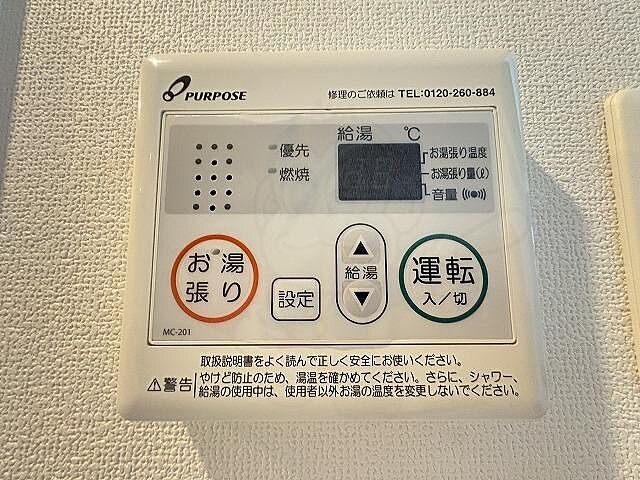 PURPOSE
修理のご依頼は TEL:0120-260-884
給湯 ℃
優先
燃焼
お湯張り温度
お湯張り量(ℓ)
音量
お湯張り
設定
給湯
運転
入/切
MC-201
取扱説明書をよく読んで正しく安全にお使いください。
警告
やけど防止のため、湯温を確かめてください。さらに、シャワー、
給湯の使用中は、使用者以外お湯の温度を変更しないでください。